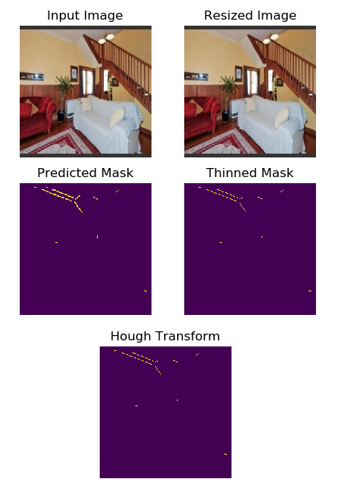 Input Image
Resized Image
Predicted Mask
Thinned Mask
Hough Transform